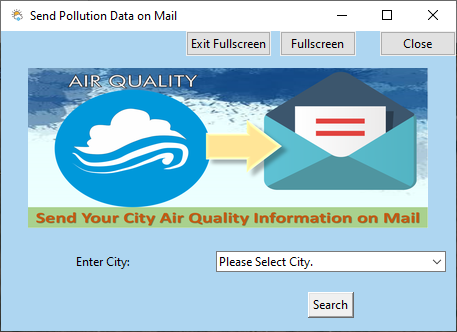 Send Pollution Data on Mail
Exit Fullscreen Fullscreen Close
AIR QUALITY
Send Your City Air Quality Information on Mail
Enter City: Please Select City.
Search